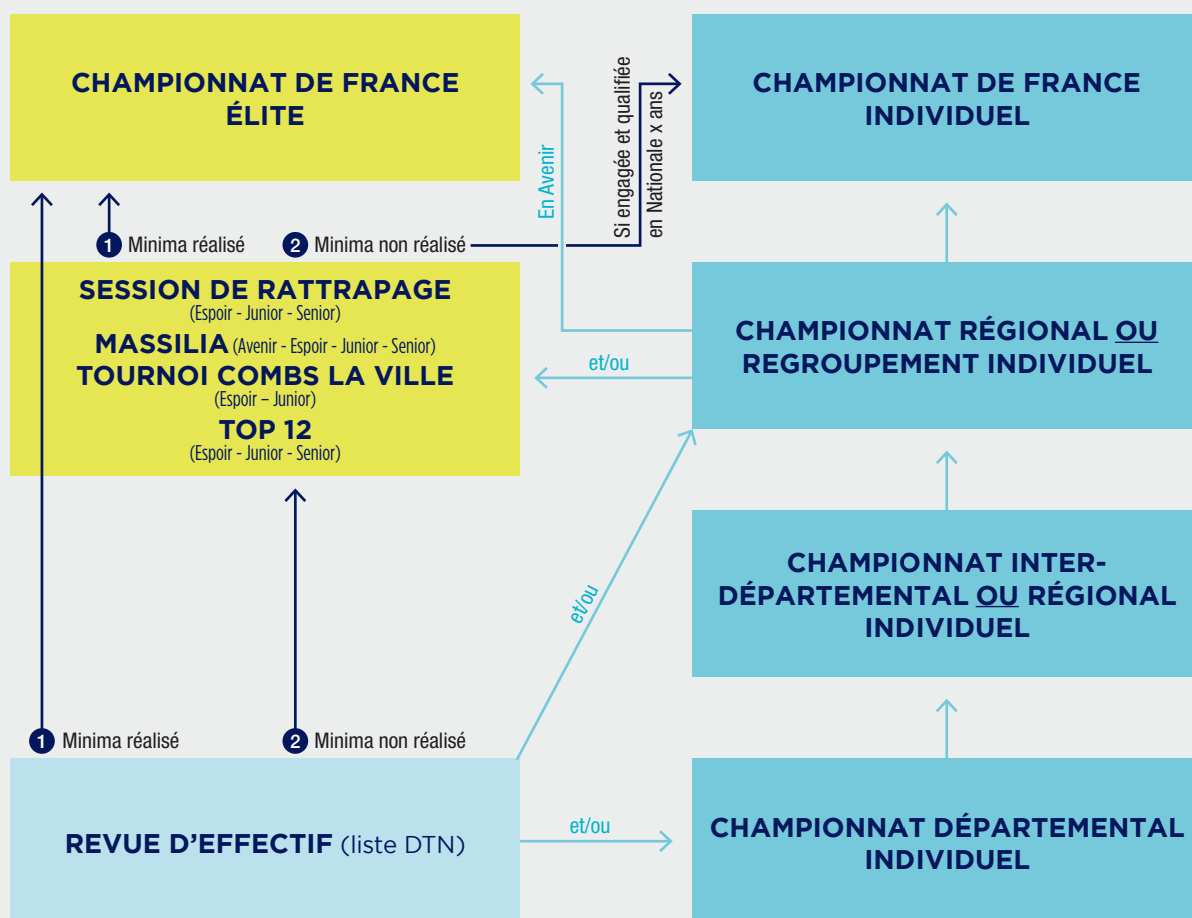 CHAMPIONNAT DE FRANCE
ÉLITE
En Avenir
Si engagée et qualifiée
en Nationale x ans
CHAMPIONNAT DE FRANCE
INDIVIDUEL
1 Minima réalisé
2 Minima non réalisé
SESSION DE RATTRAPAGE
(Espoir - Junior - Senior)
MASSILIA (Avenir - Espoir - Junior - Senior)
TOURNOI COMBS LA VILLE
(Espoir – Junior)
TOP 12
(Espoir - Junior - Senior)
et/ou
CHAMPIONNAT RÉGIONAL OU
REGROUPEMENT INDIVIDUEL
et/ou
CHAMPIONNAT INTER-
DÉPARTEMENTAL OU RÉGIONAL
INDIVIDUEL
1 Minima réalisé
2 Minima non réalisé
REVUE D'EFFECTIF (liste DTN)
et/ou
CHAMPIONNAT DÉPARTEMENTAL
INDIVIDUEL